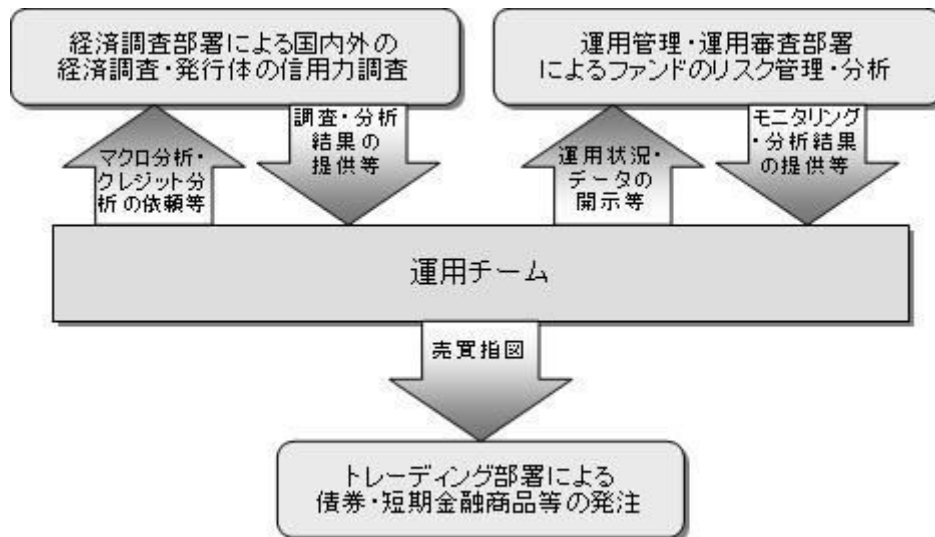 経済調査部署による国内外の
経済調査・発行体の信用力調査
運用管理・運用審査部署
によるファンドのリスク管理・分析
マクロ分析・
クレジット分
析の依頼等
調査・分析
結果の
提供等
運用状況・
データの
開示等
モニタリング
・分析結果
の提供等
運用チーム
売買指図
トレーディング部署による
債券・短期金融商品等の発注